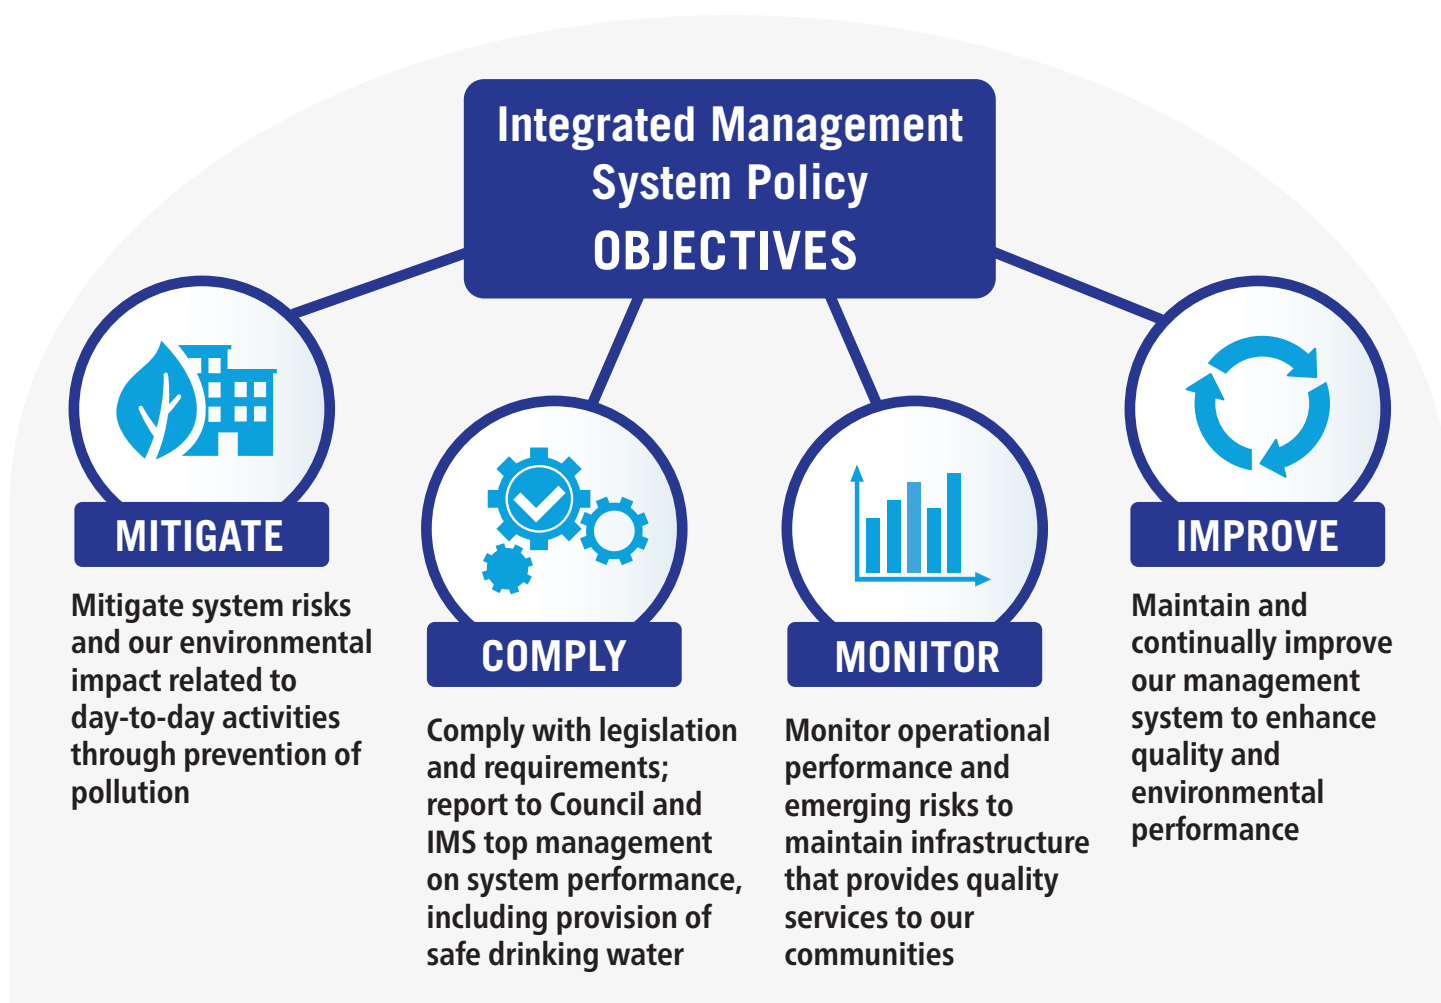 Integrated Management
System Policy
OBJECTIVES
MITIGATE
Mitigate system risks
and our environmental
impact related to
day-to-day activities
through prevention of
pollution
COMPLY
Comply with legislation
and requirements;
report to Council and
IMS top management
on system performance,
including provision of
safe drinking water
MONITOR
Monitor operational
performance and
emerging risks to
maintain infrastructure
that provides quality
services to our
communities
IMPROVE
Maintain and
continually improve
our management
system to enhance
quality and
environmental
performance